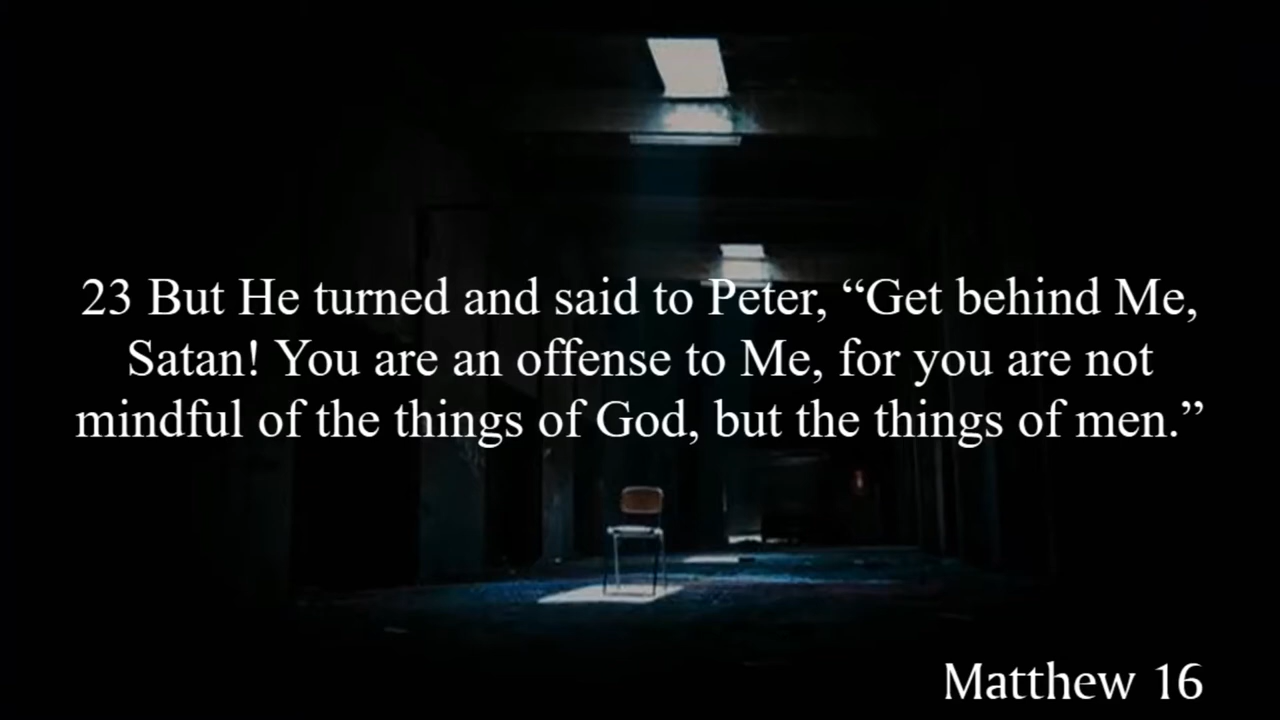 23 But He turned and said to Peter, “Get behind Me,
Satan! You are an offense to Me, for you are not
mindful of the things of God, but the things of men.”
Matthew 16